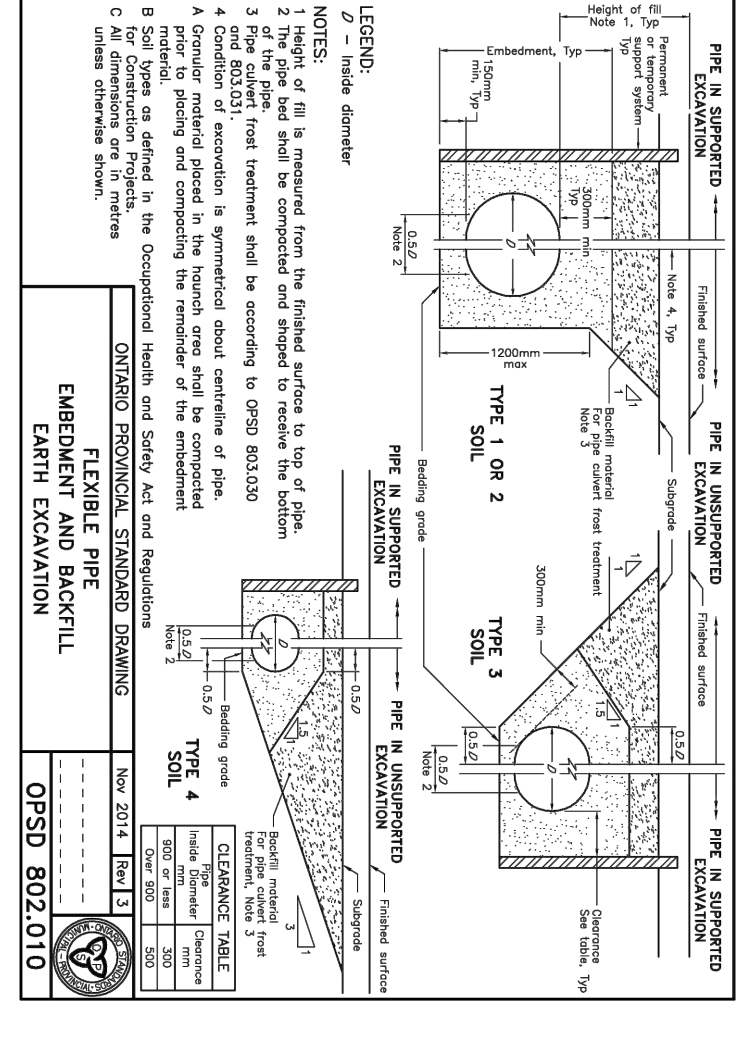 PIPE IN SUPPORTED
EXCAVATION
PIPE IN UNSUPPORTED
EXCAVATION
PIPE IN SUPPORTED
EXCAVATION
Height of fill
Note 1, Typ
Finished surface
Finished surface
Permanent
or temporary
support system
Typ
Note 4, Typ
Subgrade
Embedment, Typ
300mm min
Typ
150mm
min, Typ
D
0.5D
Note 2
1200mm
max
1
1
Backfill material
For pipe culvert frost treatment
Note 3
TYPE 1 OR 2
SOIL
Bedding grade
1
1
300mm min
TYPE 3
SOIL
1.5
1
0.5D
0.5D
D
0.5D
Note 2
Clearance
See table, Typ
LEGEND:
D – Inside diameter
NOTES:
1 Height of fill is measured from the finished surface to top of pipe.
2 The pipe bed shall be compacted and shaped to receive the bottom
of the pipe.
3 Pipe culvert frost treatment shall be according to OPSD 803.030
and 803.031.
4 Condition of excavation is symmetrical about centreline of pipe.
A Granular material placed in the haunch area shall be compacted
prior to placing and compacting the remainder of the embedment
material.
B Soil types as defined in the Occupational Health and Safety Act and Regulations
for Construction Projects.
C All dimensions are in metres
unless otherwise shown.
PIPE IN SUPPORTED
EXCAVATION
PIPE IN UNSUPPORTED
EXCAVATION
Finished surface
Subgrade
0.5D
D
0.5D
Note 2
0.5D
1.5
1
Bedding grade
1
3
Backfill material
For pipe culvert frost
treatment, Note 3
TYPE 4
SOIL
CLEARANCE TABLE
Pipe
Inside Diameter
mm
Clearance
mm
900 or less 300
Over 900 500
ONTARIO PROVINCIAL STANDARD DRAWING
Nov 2014 Rev 3
FLEXIBLE PIPE
EMBEDMENT AND BACKFILL
EARTH EXCAVATION
OPSD 802.010
ONTARIO STANDARDS
MUNICIPAL - PROVINCIAL
O P S